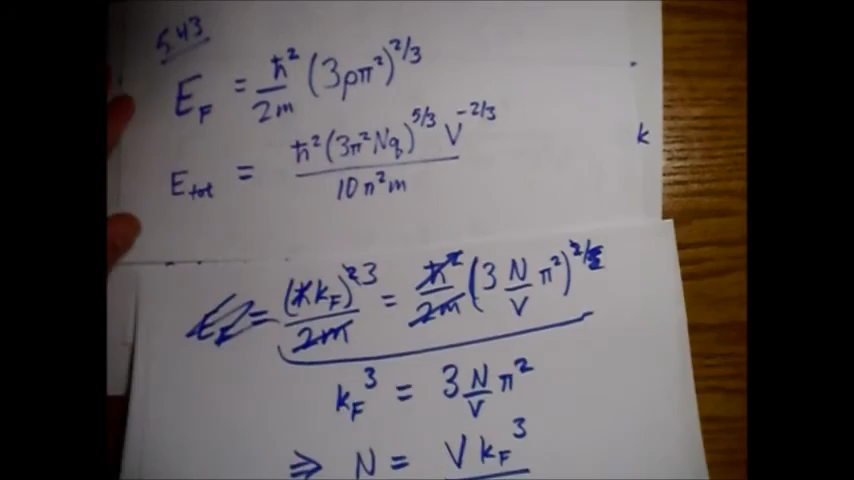 5.43
E_F = ħ²/2m (3ρπ²)^2/3
E_tot = ħ²(3π²Nq)^5/3 V^-2/3 / 10π²m
k
E_F = (ħk_F)^2 3 / 2m = ħ²/2m (3 N/V π²)^2/3
k_F³ = 3 N/V π²
⇒ N = V k_F³